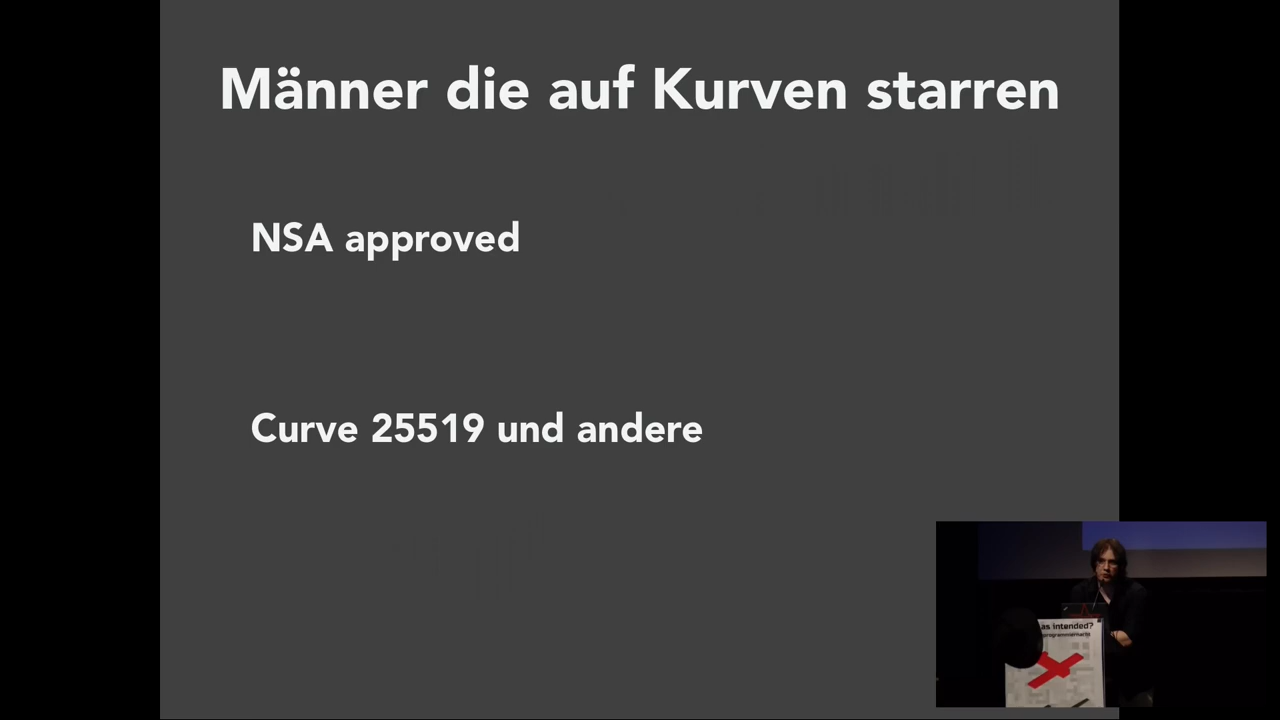 Männer die auf Kurven starren
NSA approved
Curve 25519 und andere
as intended?